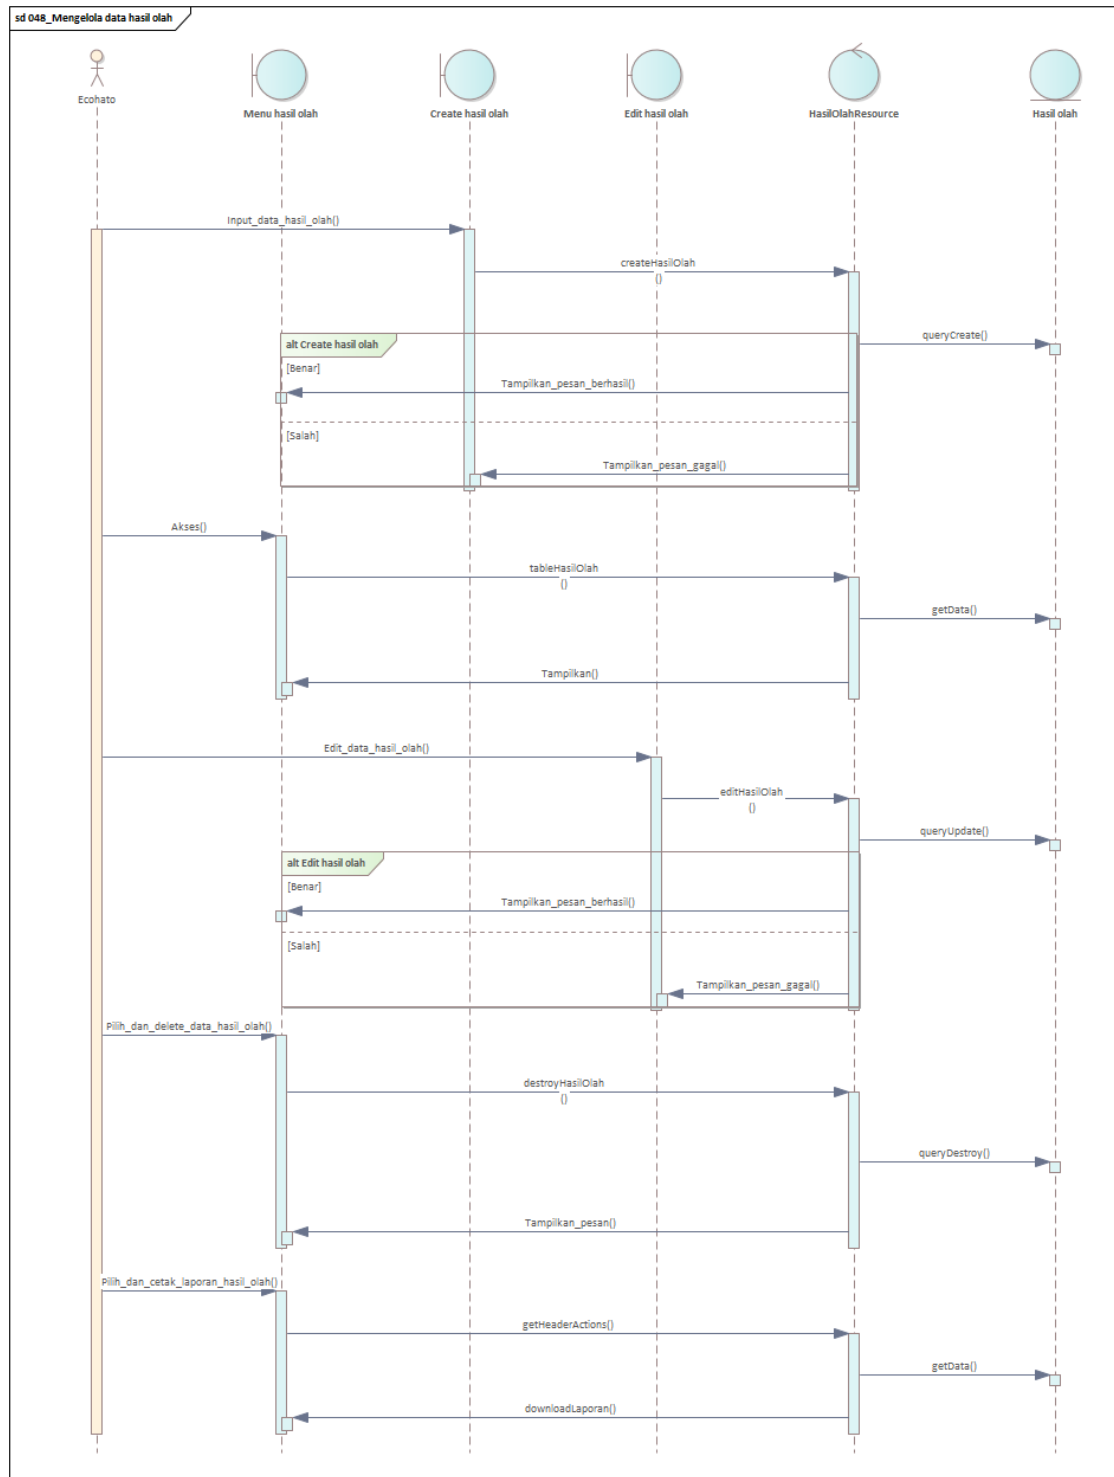 sd 048_Mengelola data hasil olah
Ecohato
Menu hasil olah
Create hasil olah
Edit hasil olah
HasilOlahResource
Hasil olah
Input_data_hasil_olah()
createHasilOlah
()
queryCreate()
alt Create hasil olah
[Benar]
Tampilkan_pesan_berhasil()
[Salah]
Tampilkan_pesan_gagal()
Akses()
tableHasilOlah
()
getData()
Tampilkan()
Edit_data_hasil_olah()
editHasilOlah
()
queryUpdate()
alt Edit hasil olah
[Benar]
Tampilkan_pesan_berhasil()
[Salah]
Tampilkan_pesan_gagal()
Pilih_dan_delete_data_hasil_olah()
destroyHasilOlah
()
queryDestroy()
Tampilkan_pesan()
Pilih_dan_cetak_laporan_hasil_olah()
getHeaderActions()
getData()
downloadLaporan()